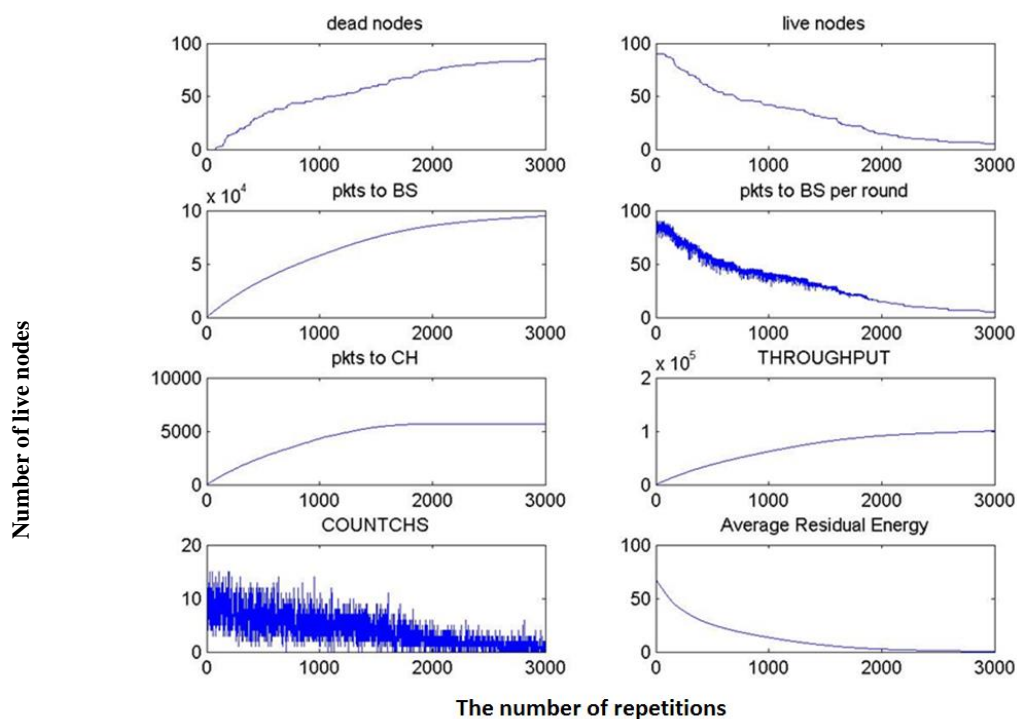 dead nodes
100
50
0
0 1000 2000 3000
live nodes
100
50
0
0 1000 2000 3000
pkts to BS
x 10^4
10
5
0
0 1000 2000 3000
pkts to BS per round
100
50
0
0 1000 2000 3000
pkts to CH
10000
5000
0
0 1000 2000 3000
THROUGHPUT
x 10^5
2
1
0
0 1000 2000 3000
COUNTCHS
20
10
0
0 1000 2000 3000
Average Residual Energy
100
50
0
0 1000 2000 3000
Number of live nodes
The number of repetitions